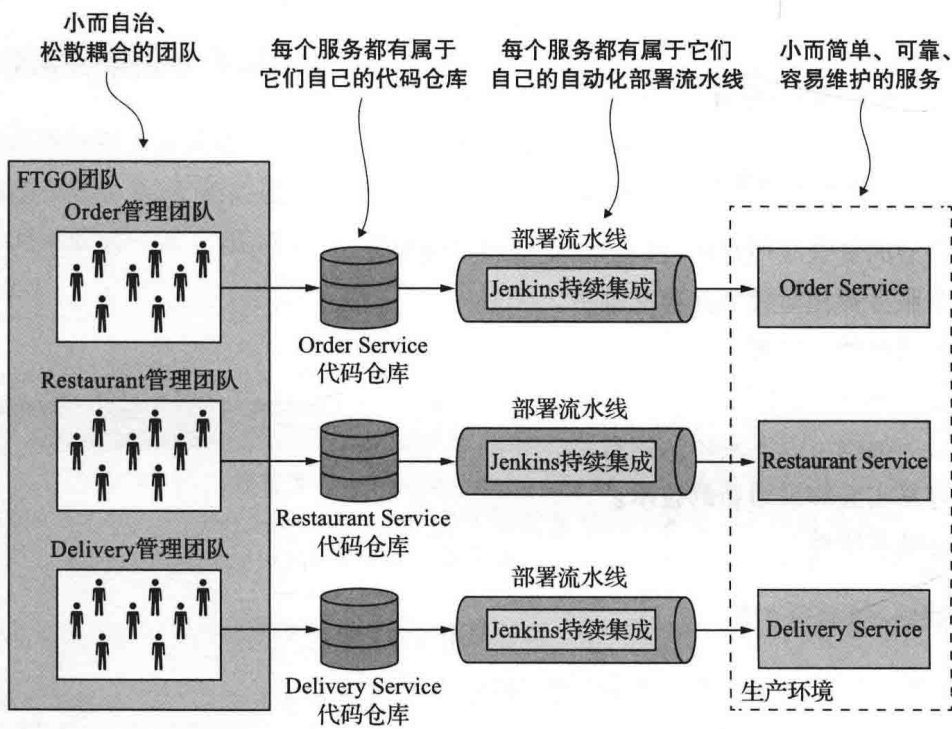 小而自治、
松散耦合的团队
每个服务都有属于
它们自己的代码仓库
每个服务都有属于它们
自己的自动化部署流水线
小而简单、可靠、
容易维护的服务
FTGO团队
Order管理团队
部署流水线
Jenkins持续集成
Order Service
Order Service
代码仓库
Restaurant管理团队
部署流水线
Jenkins持续集成
Restaurant Service
Restaurant Service
代码仓库
Delivery管理团队
部署流水线
Jenkins持续集成
Delivery Service
Delivery Service
代码仓库
生产环境